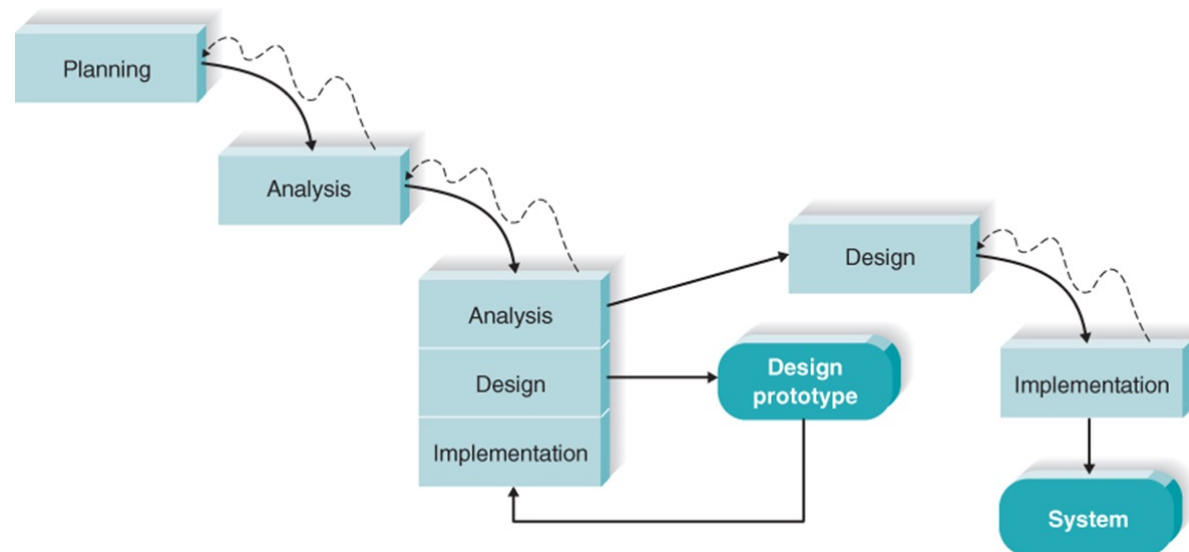 Planning
Analysis
Analysis
Design
Implementation
Design
prototype
Design
Implementation
System